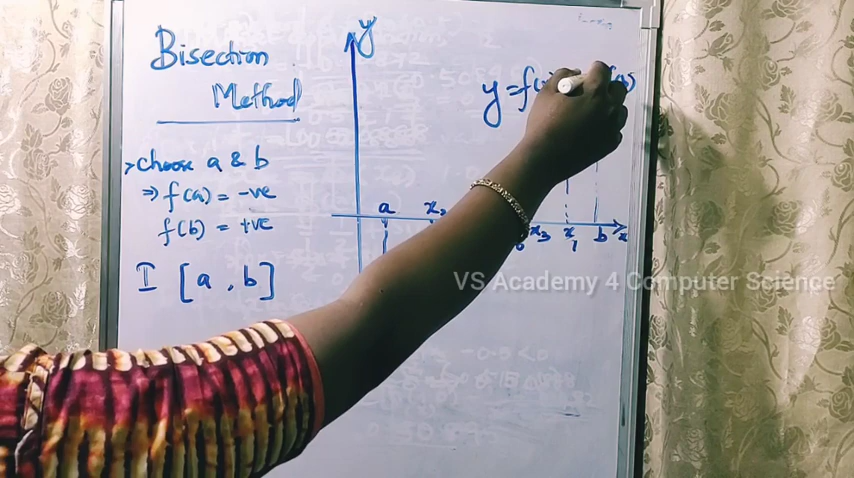 Bisection
Method
y
y=f(x)
> choose a & b
⇒ f(a) = -ve
f(b) = +ve
a x₂ x₃ x₁ b x
I [a, b]
VS Academy 4 Computer Science